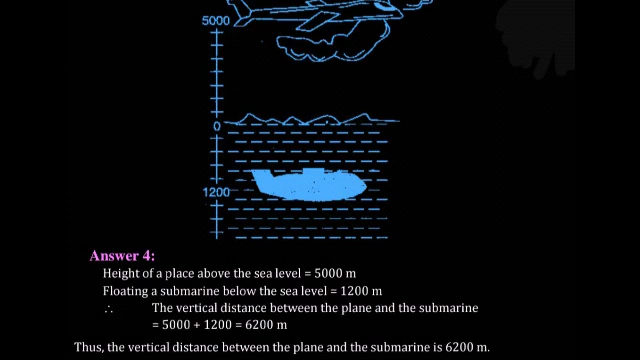 5000
0
1200
Answer 4:
Height of a place above the sea level = 5000 m
Floating a submarine below the sea level = 1200 m
∴ The vertical distance between the plane and the submarine
= 5000 + 1200 = 6200 m
Thus, the vertical distance between the plane and the submarine is 6200 m.